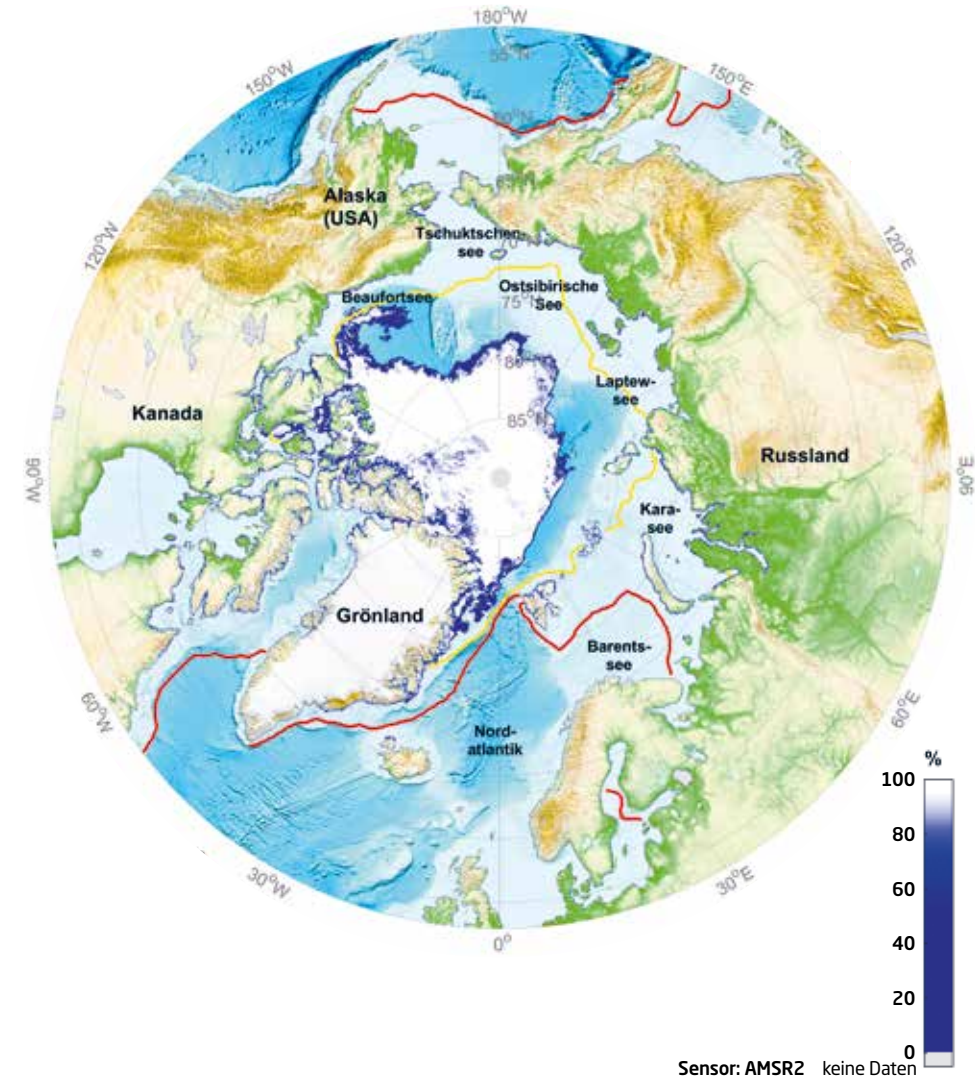 180°W
55°N
150°W
150°E
60°N
Alaska
(USA)
Tschuktschen-
see
70°N
120°W
120°E
Beaufortsee
Ostsibirische
See
75°N
80°N
Laptew-
see
Kanada
85°N
Russland
90°W
90°E
Kara-
see
Grönland
Barents-
see
60°W
60°E
Nord-
atlantik
%
100
80
60
40
20
0
30°W
30°E
0°
Sensor: AMSR2 keine Daten